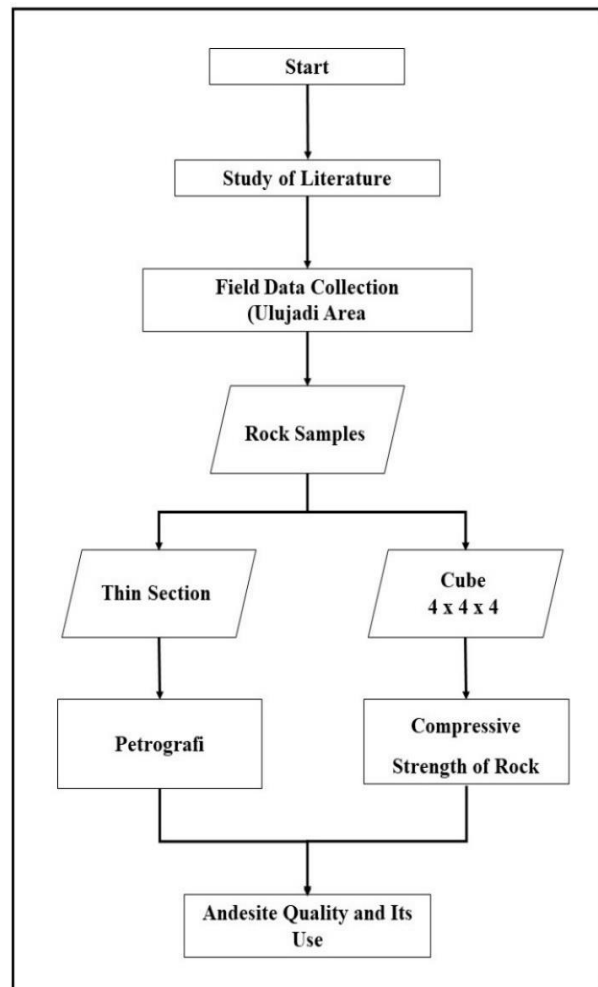 Start
Study of Literature
Field Data Collection
(Ulujadi Area
Rock Samples
Thin Section
Cube
4 x 4 x 4
Petrografi
Compressive
Strength of Rock
Andesite Quality and Its
Use